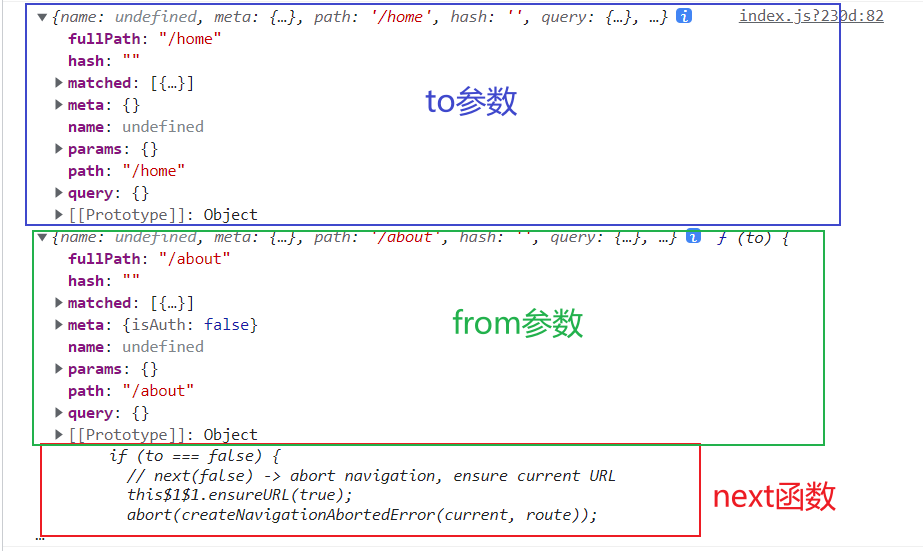 ▼{name: undefined, meta: {…}, path: '/home', hash: '', query: {…}, …} i index.js?230d:82
fullPath: "/home"
hash: ""
▶matched: [{…}]
▶meta: {}
name: undefined
▶params: {}
path: "/home"
▶query: {}
▶[[Prototype]]: Object
to参数
▼{name: undefined, meta: {…}, path: '/about', hash: '', query: {…}, …} i ƒ (to) {
fullPath: "/about"
hash: ""
▶matched: [{…}]
▶meta: {isAuth: false}
name: undefined
▶params: {}
path: "/about"
▶query: {}
▶[[Prototype]]: Object
from参数
if (to === false) {
// next(false) -> abort navigation, ensure current URL
this$1$1.ensureURL(true);
abort(createNavigationAbortedError(current, route));
…
next函数